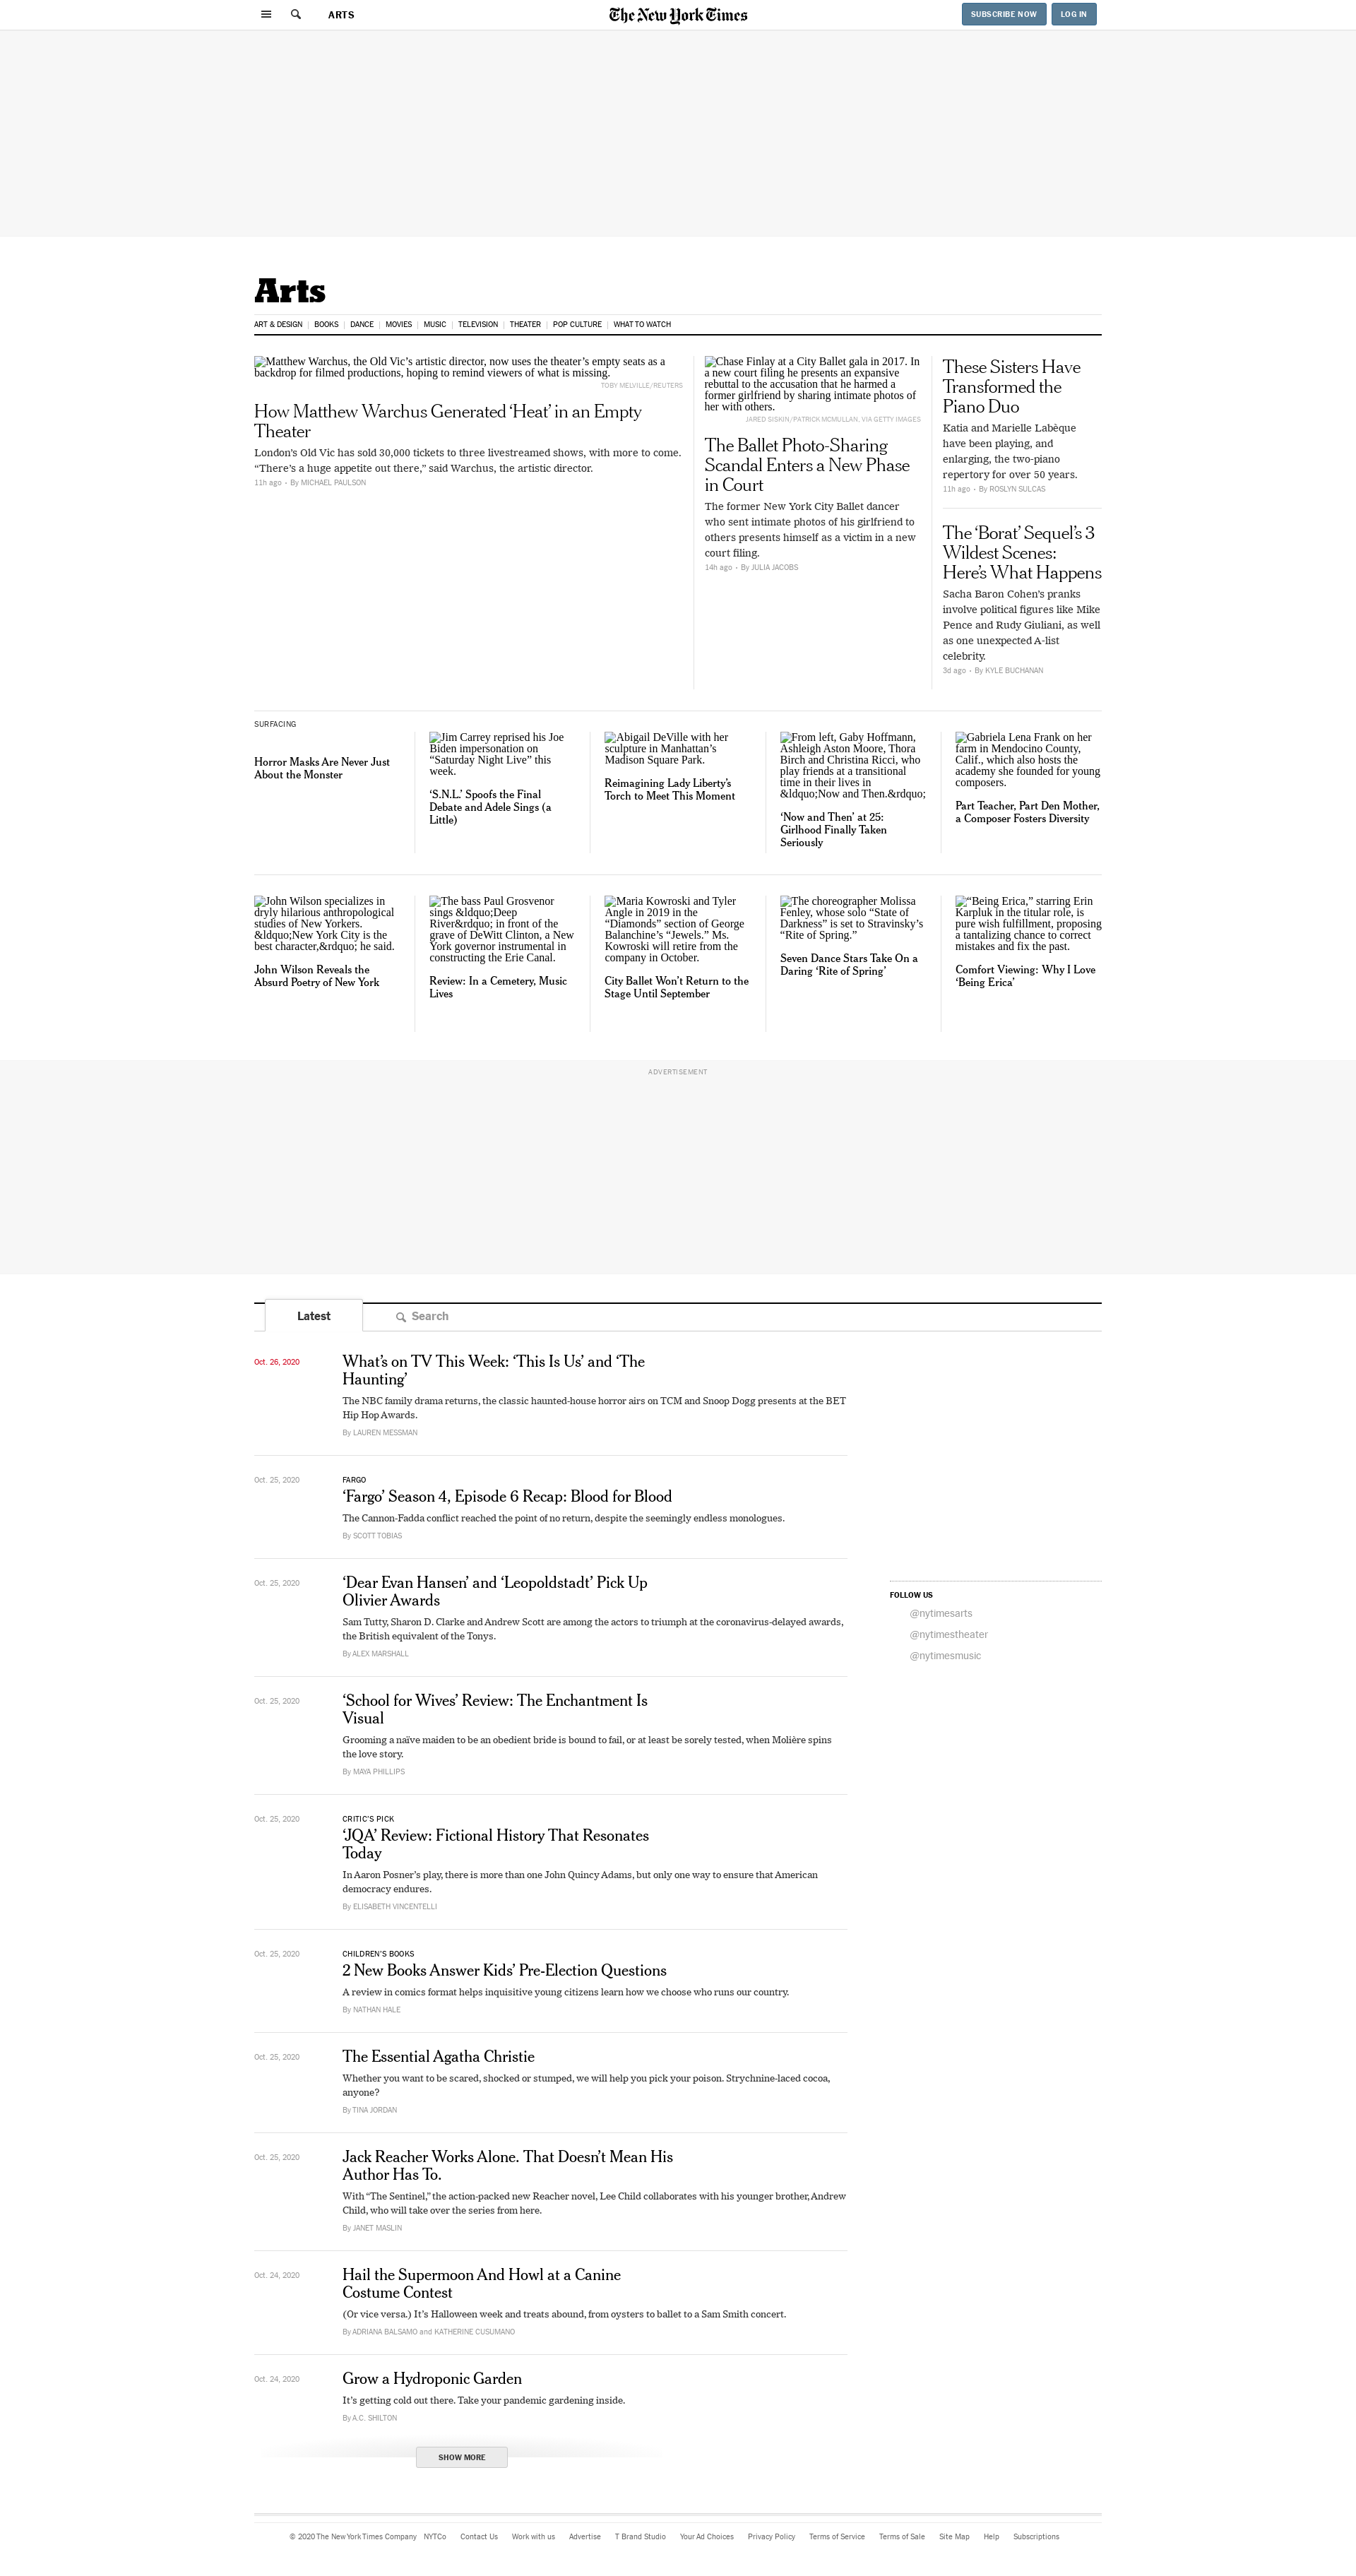 ARTS
The New York Times
SUBSCRIBE NOW
LOG IN
Arts
ART & DESIGN
BOOKS
DANCE
MOVIES
MUSIC
TELEVISION
THEATER
POP CULTURE
WHAT TO WATCH
Matthew Warchus, the Old Vic’s artistic director, now uses the theater’s empty seats as a
backdrop for filmed productions, hoping to remind viewers of what is missing.
TOBY MELVILLE/REUTERS
How Matthew Warchus Generated ‘Heat’ in an Empty
Theater
London’s Old Vic has sold 30,000 tickets to three livestreamed shows, with more to come.
“There’s a huge appetite out there,” said Warchus, the artistic director.
11h ago • By MICHAEL PAULSON
Chase Finlay at a City Ballet gala in 2017. In
a new court filing he presents an expansive
rebuttal to the accusation that he harmed a
former girlfriend by sharing intimate photos of
her with others.
JARED SISKIN/PATRICK MCMULLAN, VIA GETTY IMAGES
The Ballet Photo-Sharing
Scandal Enters a New Phase
in Court
The former New York City Ballet dancer
who sent intimate photos of his girlfriend to
others presents himself as a victim in a new
court filing.
14h ago • By JULIA JACOBS
These Sisters Have
Transformed the
Piano Duo
Katia and Marielle Labèque
have been playing, and
enlarging, the two-piano
repertory for over 50 years.
11h ago • By ROSLYN SULCAS
The ‘Borat’ Sequel’s 3
Wildest Scenes:
Here’s What Happens
Sacha Baron Cohen’s pranks
involve political figures like Mike
Pence and Rudy Giuliani, as well
as one unexpected A-list
celebrity.
3d ago • By KYLE BUCHANAN
SURFACING
Horror Masks Are Never Just
About the Monster
Jim Carrey reprised his Joe
Biden impersonation on
“Saturday Night Live” this
week.
‘S.N.L.’ Spoofs the Final
Debate and Adele Sings (a
Little)
Abigail DeVille with her
sculpture in Manhattan’s
Madison Square Park.
Reimagining Lady Liberty’s
Torch to Meet This Moment
From left, Gaby Hoffmann,
Ashleigh Aston Moore, Thora
Birch and Christina Ricci, who
play friends at a transitional
time in their lives in
&ldquo;Now and Then.&rdquo;
‘Now and Then’ at 25:
Girlhood Finally Taken
Seriously
Gabriela Lena Frank on her
farm in Mendocino County,
Calif., which also hosts the
academy she founded for young
composers.
Part Teacher, Part Den Mother,
a Composer Fosters Diversity
John Wilson specializes in
dryly hilarious anthropological
studies of New Yorkers.
&ldquo;New York City is the
best character,&rdquo; he said.
John Wilson Reveals the
Absurd Poetry of New York
The bass Paul Grosvenor
sings &ldquo;Deep
River&rdquo; in front of the
grave of DeWitt Clinton, a New
York governor instrumental in
constructing the Erie Canal.
Review: In a Cemetery, Music
Lives
Maria Kowroski and Tyler
Angle in 2019 in the
“Diamonds” section of George
Balanchine’s “Jewels.” Ms.
Kowroski will retire from the
company in October.
City Ballet Won’t Return to the
Stage Until September
The choreographer Molissa
Fenley, whose solo “State of
Darkness” is set to Stravinsky’s
“Rite of Spring.”
Seven Dance Stars Take On a
Daring ‘Rite of Spring’
“Being Erica,” starring Erin
Karpluk in the titular role, is
pure wish fulfillment, proposing
a tantalizing chance to correct
mistakes and fix the past.
Comfort Viewing: Why I Love
‘Being Erica’
ADVERTISEMENT
Latest
Search
Oct. 26, 2020
What’s on TV This Week: ‘This Is Us’ and ‘The
Haunting’
The NBC family drama returns, the classic haunted-house horror airs on TCM and Snoop Dogg presents at the BET
Hip Hop Awards.
By LAUREN MESSMAN
Oct. 25, 2020
FARGO
‘Fargo’ Season 4, Episode 6 Recap: Blood for Blood
The Cannon-Fadda conflict reached the point of no return, despite the seemingly endless monologues.
By SCOTT TOBIAS
Oct. 25, 2020
‘Dear Evan Hansen’ and ‘Leopoldstadt’ Pick Up
Olivier Awards
Sam Tutty, Sharon D. Clarke and Andrew Scott are among the actors to triumph at the coronavirus-delayed awards,
the British equivalent of the Tonys.
By ALEX MARSHALL
FOLLOW US
@nytimesarts
@nytimestheater
@nytimesmusic
Oct. 25, 2020
‘School for Wives’ Review: The Enchantment Is
Visual
Grooming a naïve maiden to be an obedient bride is bound to fail, or at least be sorely tested, when Molière spins
the love story.
By MAYA PHILLIPS
Oct. 25, 2020
CRITIC’S PICK
‘JQA’ Review: Fictional History That Resonates
Today
In Aaron Posner’s play, there is more than one John Quincy Adams, but only one way to ensure that American
democracy endures.
By ELISABETH VINCENTELLI
Oct. 25, 2020
CHILDREN’S BOOKS
2 New Books Answer Kids’ Pre-Election Questions
A review in comics format helps inquisitive young citizens learn how we choose who runs our country.
By NATHAN HALE
Oct. 25, 2020
The Essential Agatha Christie
Whether you want to be scared, shocked or stumped, we will help you pick your poison. Strychnine-laced cocoa,
anyone?
By TINA JORDAN
Oct. 25, 2020
Jack Reacher Works Alone. That Doesn’t Mean His
Author Has To.
With “The Sentinel,” the action-packed new Reacher novel, Lee Child collaborates with his younger brother, Andrew
Child, who will take over the series from here.
By JANET MASLIN
Oct. 24, 2020
Hail the Supermoon And Howl at a Canine
Costume Contest
(Or vice versa.) It’s Halloween week and treats abound, from oysters to ballet to a Sam Smith concert.
By ADRIANA BALSAMO and KATHERINE CUSUMANO
Oct. 24, 2020
Grow a Hydroponic Garden
It’s getting cold out there. Take your pandemic gardening inside.
By A.C. SHILTON
SHOW MORE
© 2020 The New York Times Company
NYTCo
Contact Us
Work with us
Advertise
T Brand Studio
Your Ad Choices
Privacy Policy
Terms of Service
Terms of Sale
Site Map
Help
Subscriptions